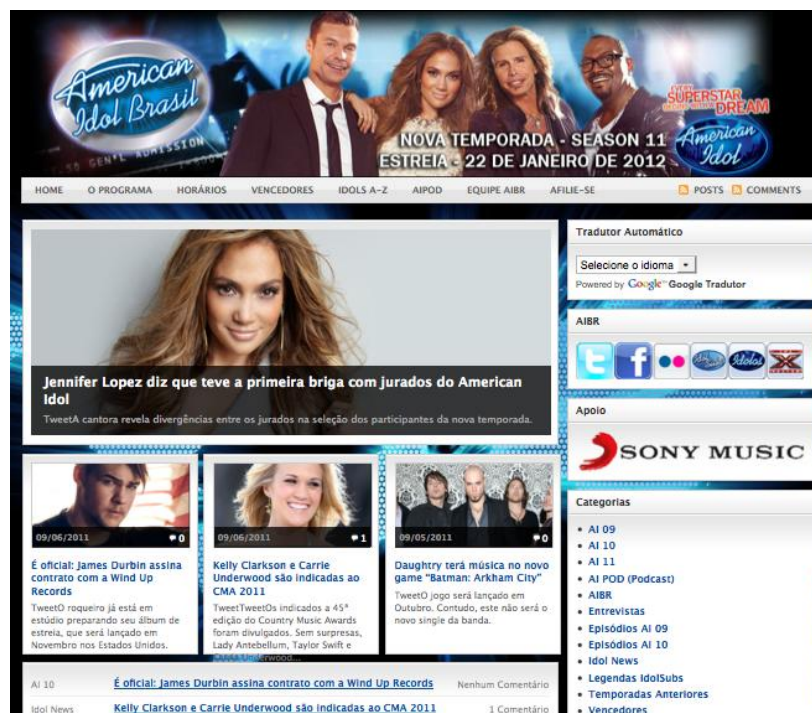 American
Idol Brasil
GEN'L ADMISSION
EVERY
SUPERSTAR
DREAM
NOVA TEMPORADA - SEASON 11
ESTREIA - 22 DE JANEIRO DE 2012
American
Idol
HOME O PROGRAMA HORÁRIOS VENCEDORES IDOLS A-Z AIPOD EQUIPE AIBR AFILIE-SE POSTS COMMENTS
Jennifer Lopez diz que teve a primeira briga com jurados do American
Idol
TweetA cantora revela divergências entre os jurados na seleção dos participantes da nova temporada.
09/06/2011 0
É oficial: James Durbin assina
contrato com a Wind Up
Records
TweetO roqueiro já está em
estúdio preparando seu álbum de
estreia, que será lançado em
Novembro nos Estados Unidos.
09/06/2011 1
Kelly Clarkson e Carrie
Underwood são indicadas ao
CMA 2011
TweetTweetOs indicados a 45ª
edição do Country Music Awards
foram divulgados. Sem surpresas,
Lady Antebellum, Taylor Swift e
Carrie Underwood...
09/05/2011 0
Daughtry terá música no novo
game "Batman: Arkham City"
TweetO jogo será lançado em
Outubro. Contudo, este não será o
novo single da banda.
AI 10 É oficial: James Durbin assina contrato com a Wind Up Records Nenhum Comentário
Idol News Kelly Clarkson e Carrie Underwood são indicadas ao CMA 2011 1 Comentário
Tradutor Automático
Selecione o idioma
Powered by Google™ Google Tradutor
AIBR
Idolos
Apoio
SONY MUSIC
Categorias
AI 09
AI 10
AI 11
AI POD (Podcast)
AIBR
Entrevistas
Episódios AI 09
Episódios AI 10
Idol News
Legendas IdolSubs
Temporadas Anteriores
Vencedores